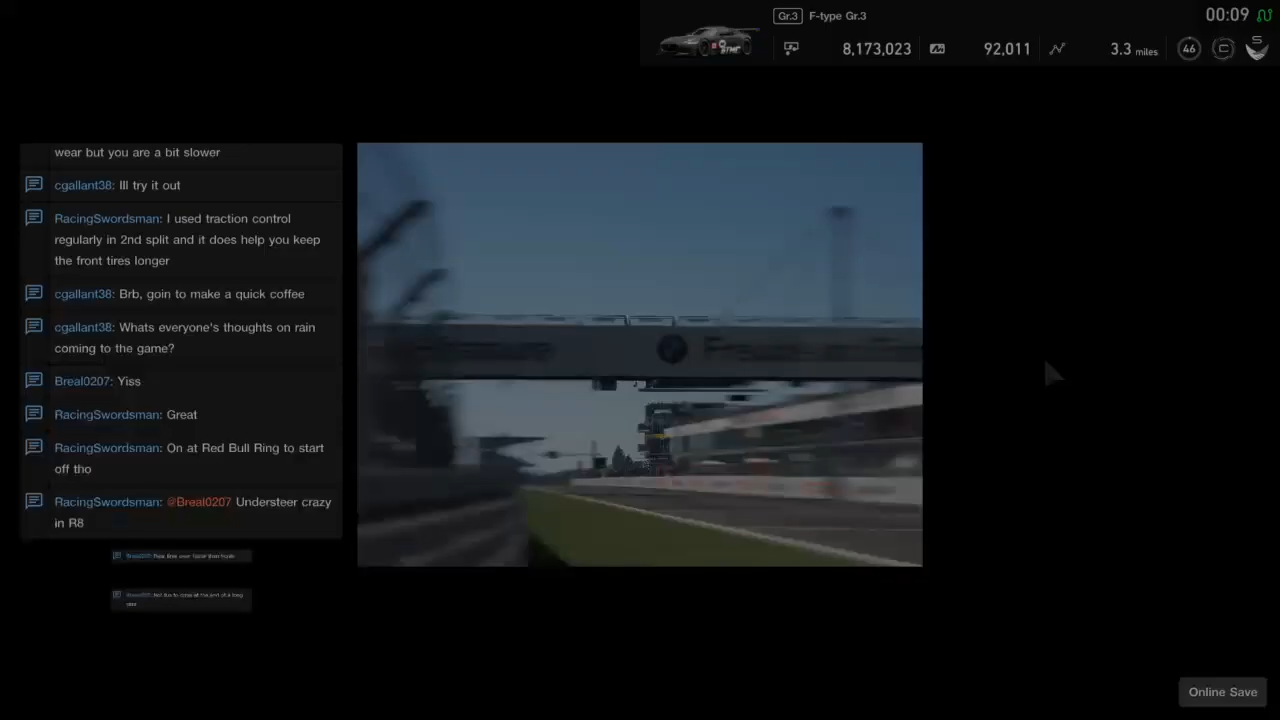 Gr.3 F-type Gr.3
00:09
8,173,023
92,011
3.3 miles
46
S
wear but you are a bit slower
cgallant38: Ill try it out
RacingSwordsman: I used traction control
regularly in 2nd split and it does help you keep
the front tires longer
cgallant38: Brb, goin to make a quick coffee
cgallant38: Whats everyone's thoughts on rain
coming to the game?
Breal0207: Yiss
RacingSwordsman: Great
RacingSwordsman: On at Red Bull Ring to start
off tho
RacingSwordsman: @Breal0207 Understeer crazy
in R8
Online Save